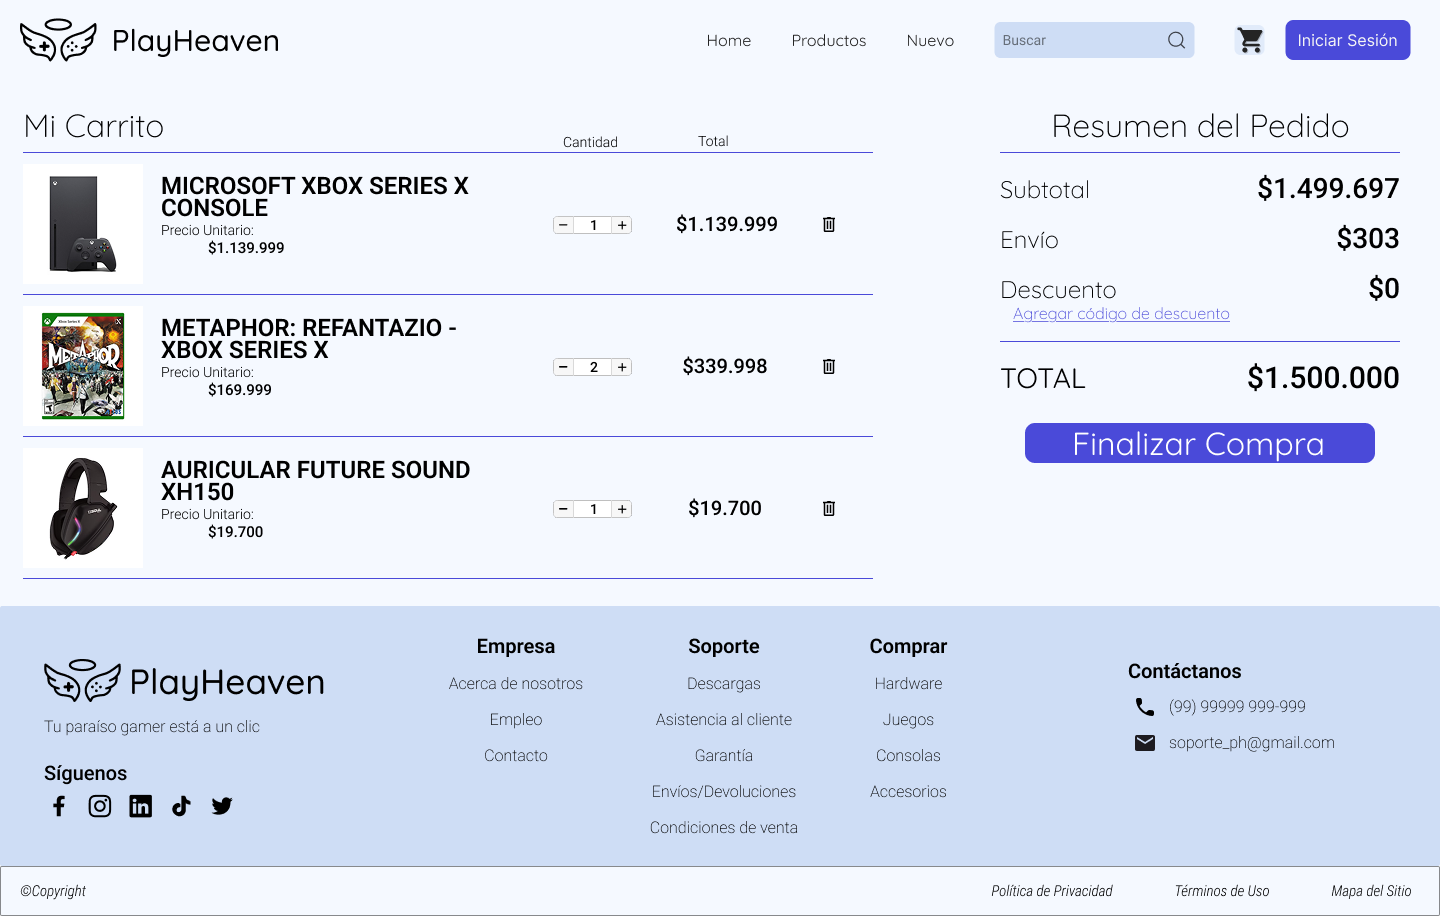 PlayHeaven
Home
Productos
Nuevo
Buscar
Iniciar Sesión
Mi Carrito
Cantidad
Total
MICROSOFT XBOX SERIES X
CONSOLE
Precio Unitario:
$1.139.999
1
$1.139.999
METAPHOR: REFANTAZIO -
XBOX SERIES X
Precio Unitario:
$169.999
2
$339.998
AURICULAR FUTURE SOUND
XH150
Precio Unitario:
$19.700
1
$19.700
Resumen del Pedido
Subtotal
$1.499.697
Envío
$303
Descuento
$0
Agregar código de descuento
TOTAL
$1.500.000
Finalizar Compra
PlayHeaven
Tu paraíso gamer está a un clic
Síguenos
Empresa
Acerca de nosotros
Empleo
Contacto
Soporte
Descargas
Asistencia al cliente
Garantía
Envíos/Devoluciones
Condiciones de venta
Comprar
Hardware
Juegos
Consolas
Accesorios
Contáctanos
(99) 99999 999-999
soporte_ph@gmail.com
©Copyright
Política de Privacidad
Términos de Uso
Mapa del Sitio